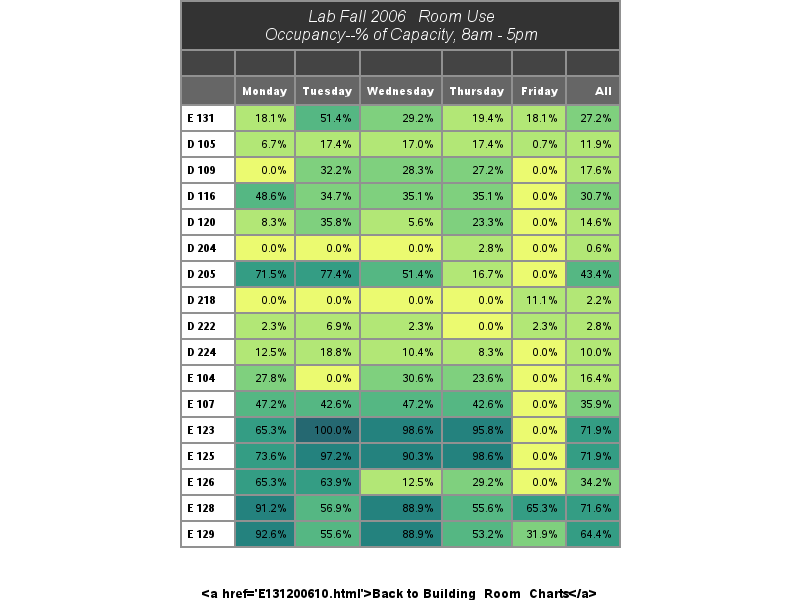 Lab Fall 2006 Room Use
Occupancy--% of Capacity, 8am - 5pm
Monday Tuesday Wednesday Thursday Friday All
E 131 18.1% 51.4% 29.2% 19.4% 18.1% 27.2%
D 105 6.7% 17.4% 17.0% 17.4% 0.7% 11.9%
D 109 0.0% 32.2% 28.3% 27.2% 0.0% 17.6%
D 116 48.6% 34.7% 35.1% 35.1% 0.0% 30.7%
D 120 8.3% 35.8% 5.6% 23.3% 0.0% 14.6%
D 204 0.0% 0.0% 0.0% 2.8% 0.0% 0.6%
D 205 71.5% 77.4% 51.4% 16.7% 0.0% 43.4%
D 218 0.0% 0.0% 0.0% 0.0% 11.1% 2.2%
D 222 2.3% 6.9% 2.3% 0.0% 2.3% 2.8%
D 224 12.5% 18.8% 10.4% 8.3% 0.0% 10.0%
E 104 27.8% 0.0% 30.6% 23.6% 0.0% 16.4%
E 107 47.2% 42.6% 47.2% 42.6% 0.0% 35.9%
E 123 65.3% 100.0% 98.6% 95.8% 0.0% 71.9%
E 125 73.6% 97.2% 90.3% 98.6% 0.0% 71.9%
E 126 65.3% 63.9% 12.5% 29.2% 0.0% 34.2%
E 128 91.2% 56.9% 88.9% 55.6% 65.3% 71.6%
E 129 92.6% 55.6% 88.9% 53.2% 31.9% 64.4%
<a href='E131200610.html'>Back to Building_Room_Charts</a>